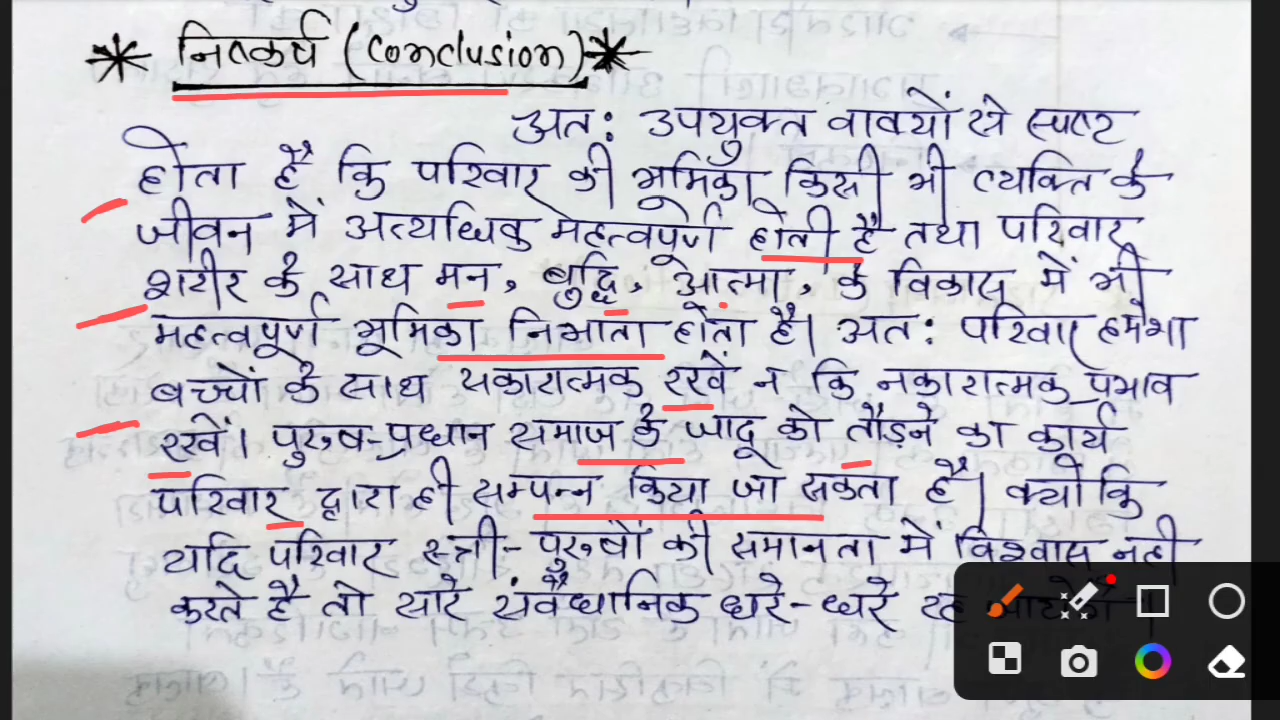 * निष्कर्ष (Conclusion) *
अत: उपर्युक्त वाक्यों से स्पष्ट
होता है कि परिवार की भूमिका किसी भी व्यक्ति के
जीवन में अत्यधिक महत्वपूर्ण होती है तथा परिवार
शरीर के साथ मन, बुद्धि, आत्मा, के विकास में भी
महत्वपूर्ण भूमिका निभाता होता है। अत: परिवार हमेशा
बच्चों के साथ सकारात्मक रखें न कि नकारात्मक प्रभाव
रखें। पुरुष-प्रधान समाज के जादू को तौड़ने का कार्य
परिवार द्वारा ही सम्पन्न किया जा सकता है। क्यों कि
यदि परिवार स्त्री-पुरुषों की समानता में विश्वास नही
करते है तो सारे संवैधानिक धरे-धरे रह